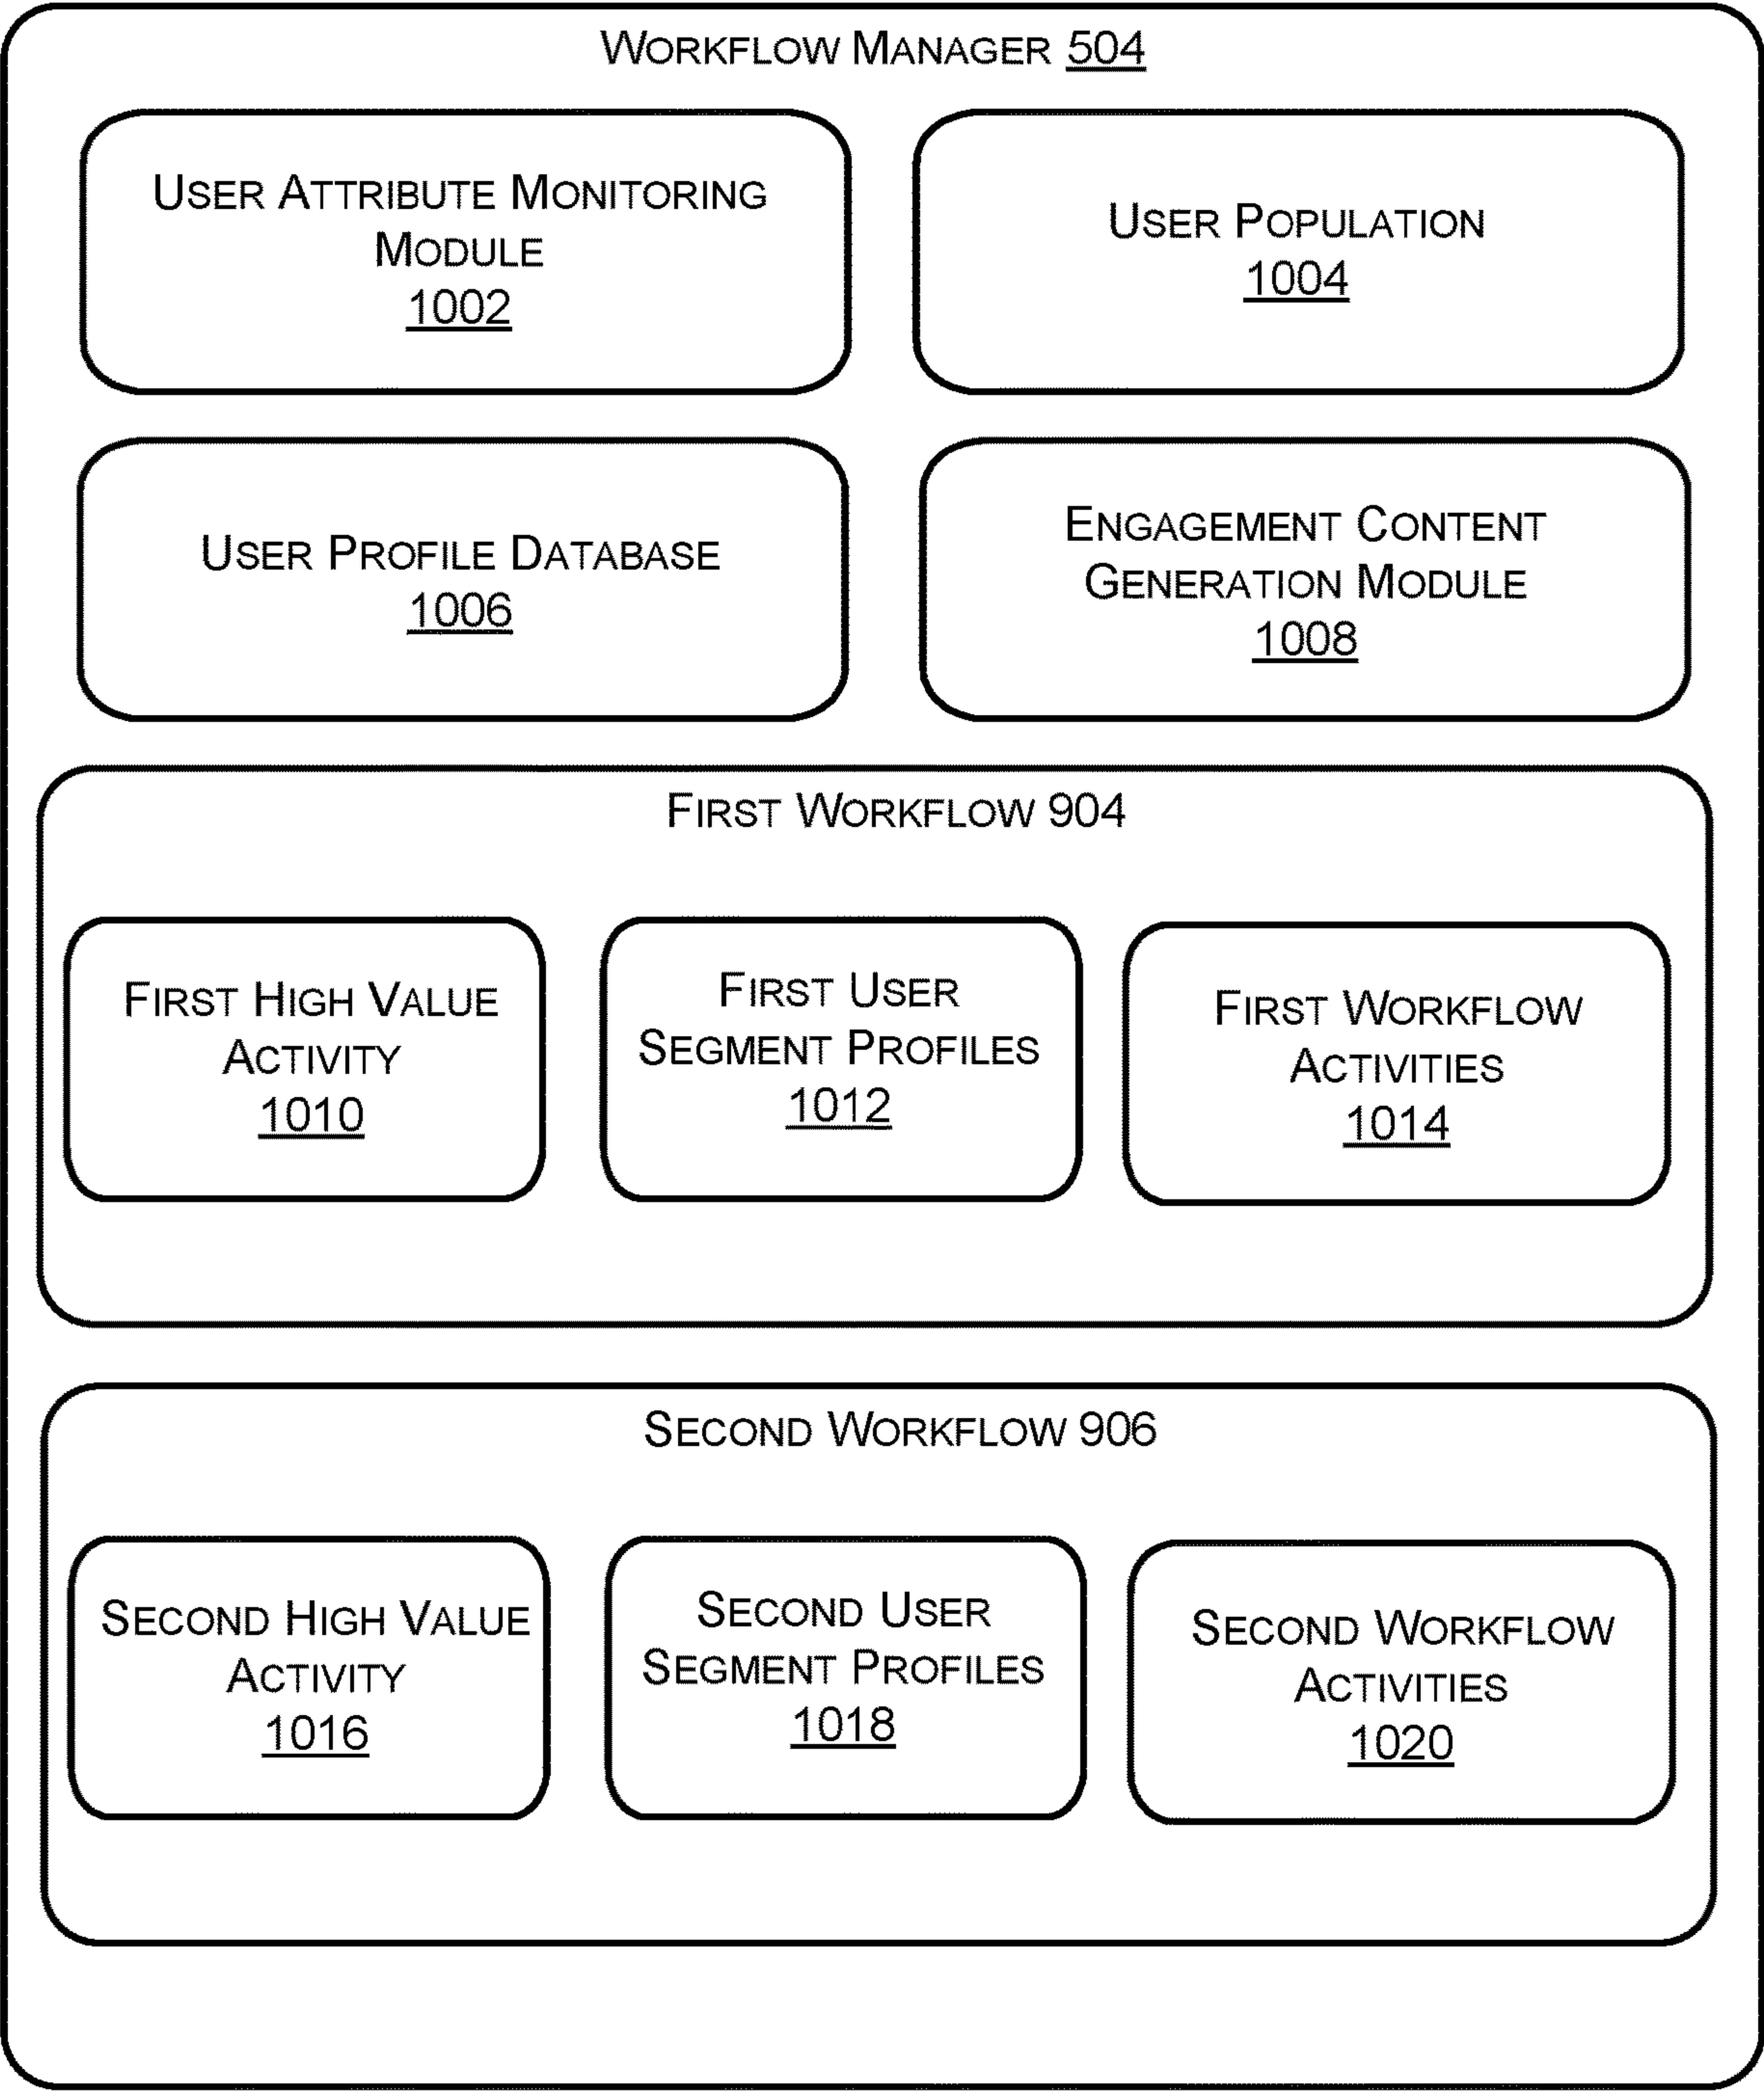 WORKFLOW MANAGER 504
USER ATTRIBUTE MONITORING
MODULE
1002
USER POPULATION
1004
USER PROFILE DATABASE
1006
ENGAGEMENT CONTENT
GENERATION MODULE
1008
FIRST WORKFLOW 904
FIRST HIGH VALUE
ACTIVITY
1010
FIRST USER
SEGMENT PROFILES
1012
FIRST WORKFLOW
ACTIVITIES
1014
SECOND WORKFLOW 906
SECOND HIGH VALUE
ACTIVITY
1016
SECOND USER
SEGMENT PROFILES
1018
SECOND WORKFLOW
ACTIVITIES
1020